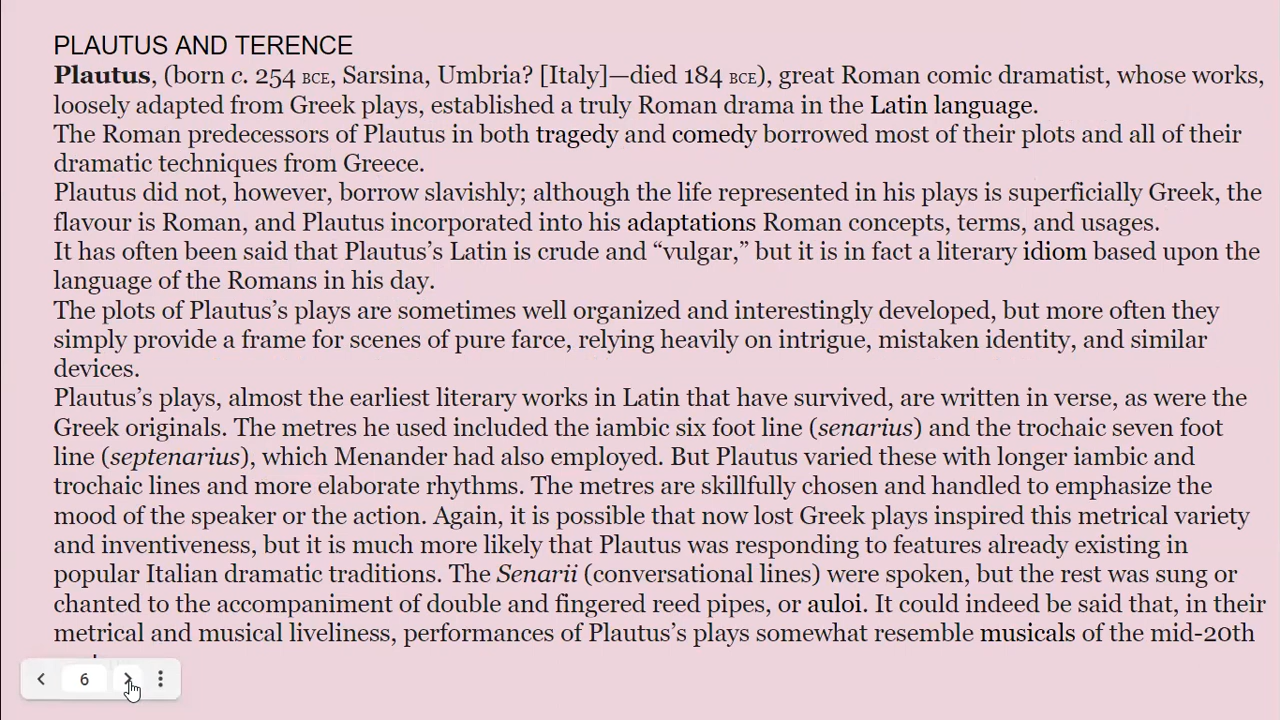 PLAUTUS AND TERENCE
Plautus, (born c. 254 BCE, Sarsina, Umbria? [Italy]—died 184 BCE), great Roman comic dramatist, whose works,
loosely adapted from Greek plays, established a truly Roman drama in the Latin language.
The Roman predecessors of Plautus in both tragedy and comedy borrowed most of their plots and all of their
dramatic techniques from Greece.
Plautus did not, however, borrow slavishly; although the life represented in his plays is superficially Greek, the
flavour is Roman, and Plautus incorporated into his adaptations Roman concepts, terms, and usages.
It has often been said that Plautus’s Latin is crude and “vulgar,” but it is in fact a literary idiom based upon the
language of the Romans in his day.
The plots of Plautus’s plays are sometimes well organized and interestingly developed, but more often they
simply provide a frame for scenes of pure farce, relying heavily on intrigue, mistaken identity, and similar
devices.
Plautus’s plays, almost the earliest literary works in Latin that have survived, are written in verse, as were the
Greek originals. The metres he used included the iambic six foot line (senarius) and the trochaic seven foot
line (septenarius), which Menander had also employed. But Plautus varied these with longer iambic and
trochaic lines and more elaborate rhythms. The metres are skillfully chosen and handled to emphasize the
mood of the speaker or the action. Again, it is possible that now lost Greek plays inspired this metrical variety
and inventiveness, but it is much more likely that Plautus was responding to features already existing in
popular Italian dramatic traditions. The Senarii (conversational lines) were spoken, but the rest was sung or
chanted to the accompaniment of double and fingered reed pipes, or auloi. It could indeed be said that, in their
metrical and musical liveliness, performances of Plautus’s plays somewhat resemble musicals of the mid-20th
6